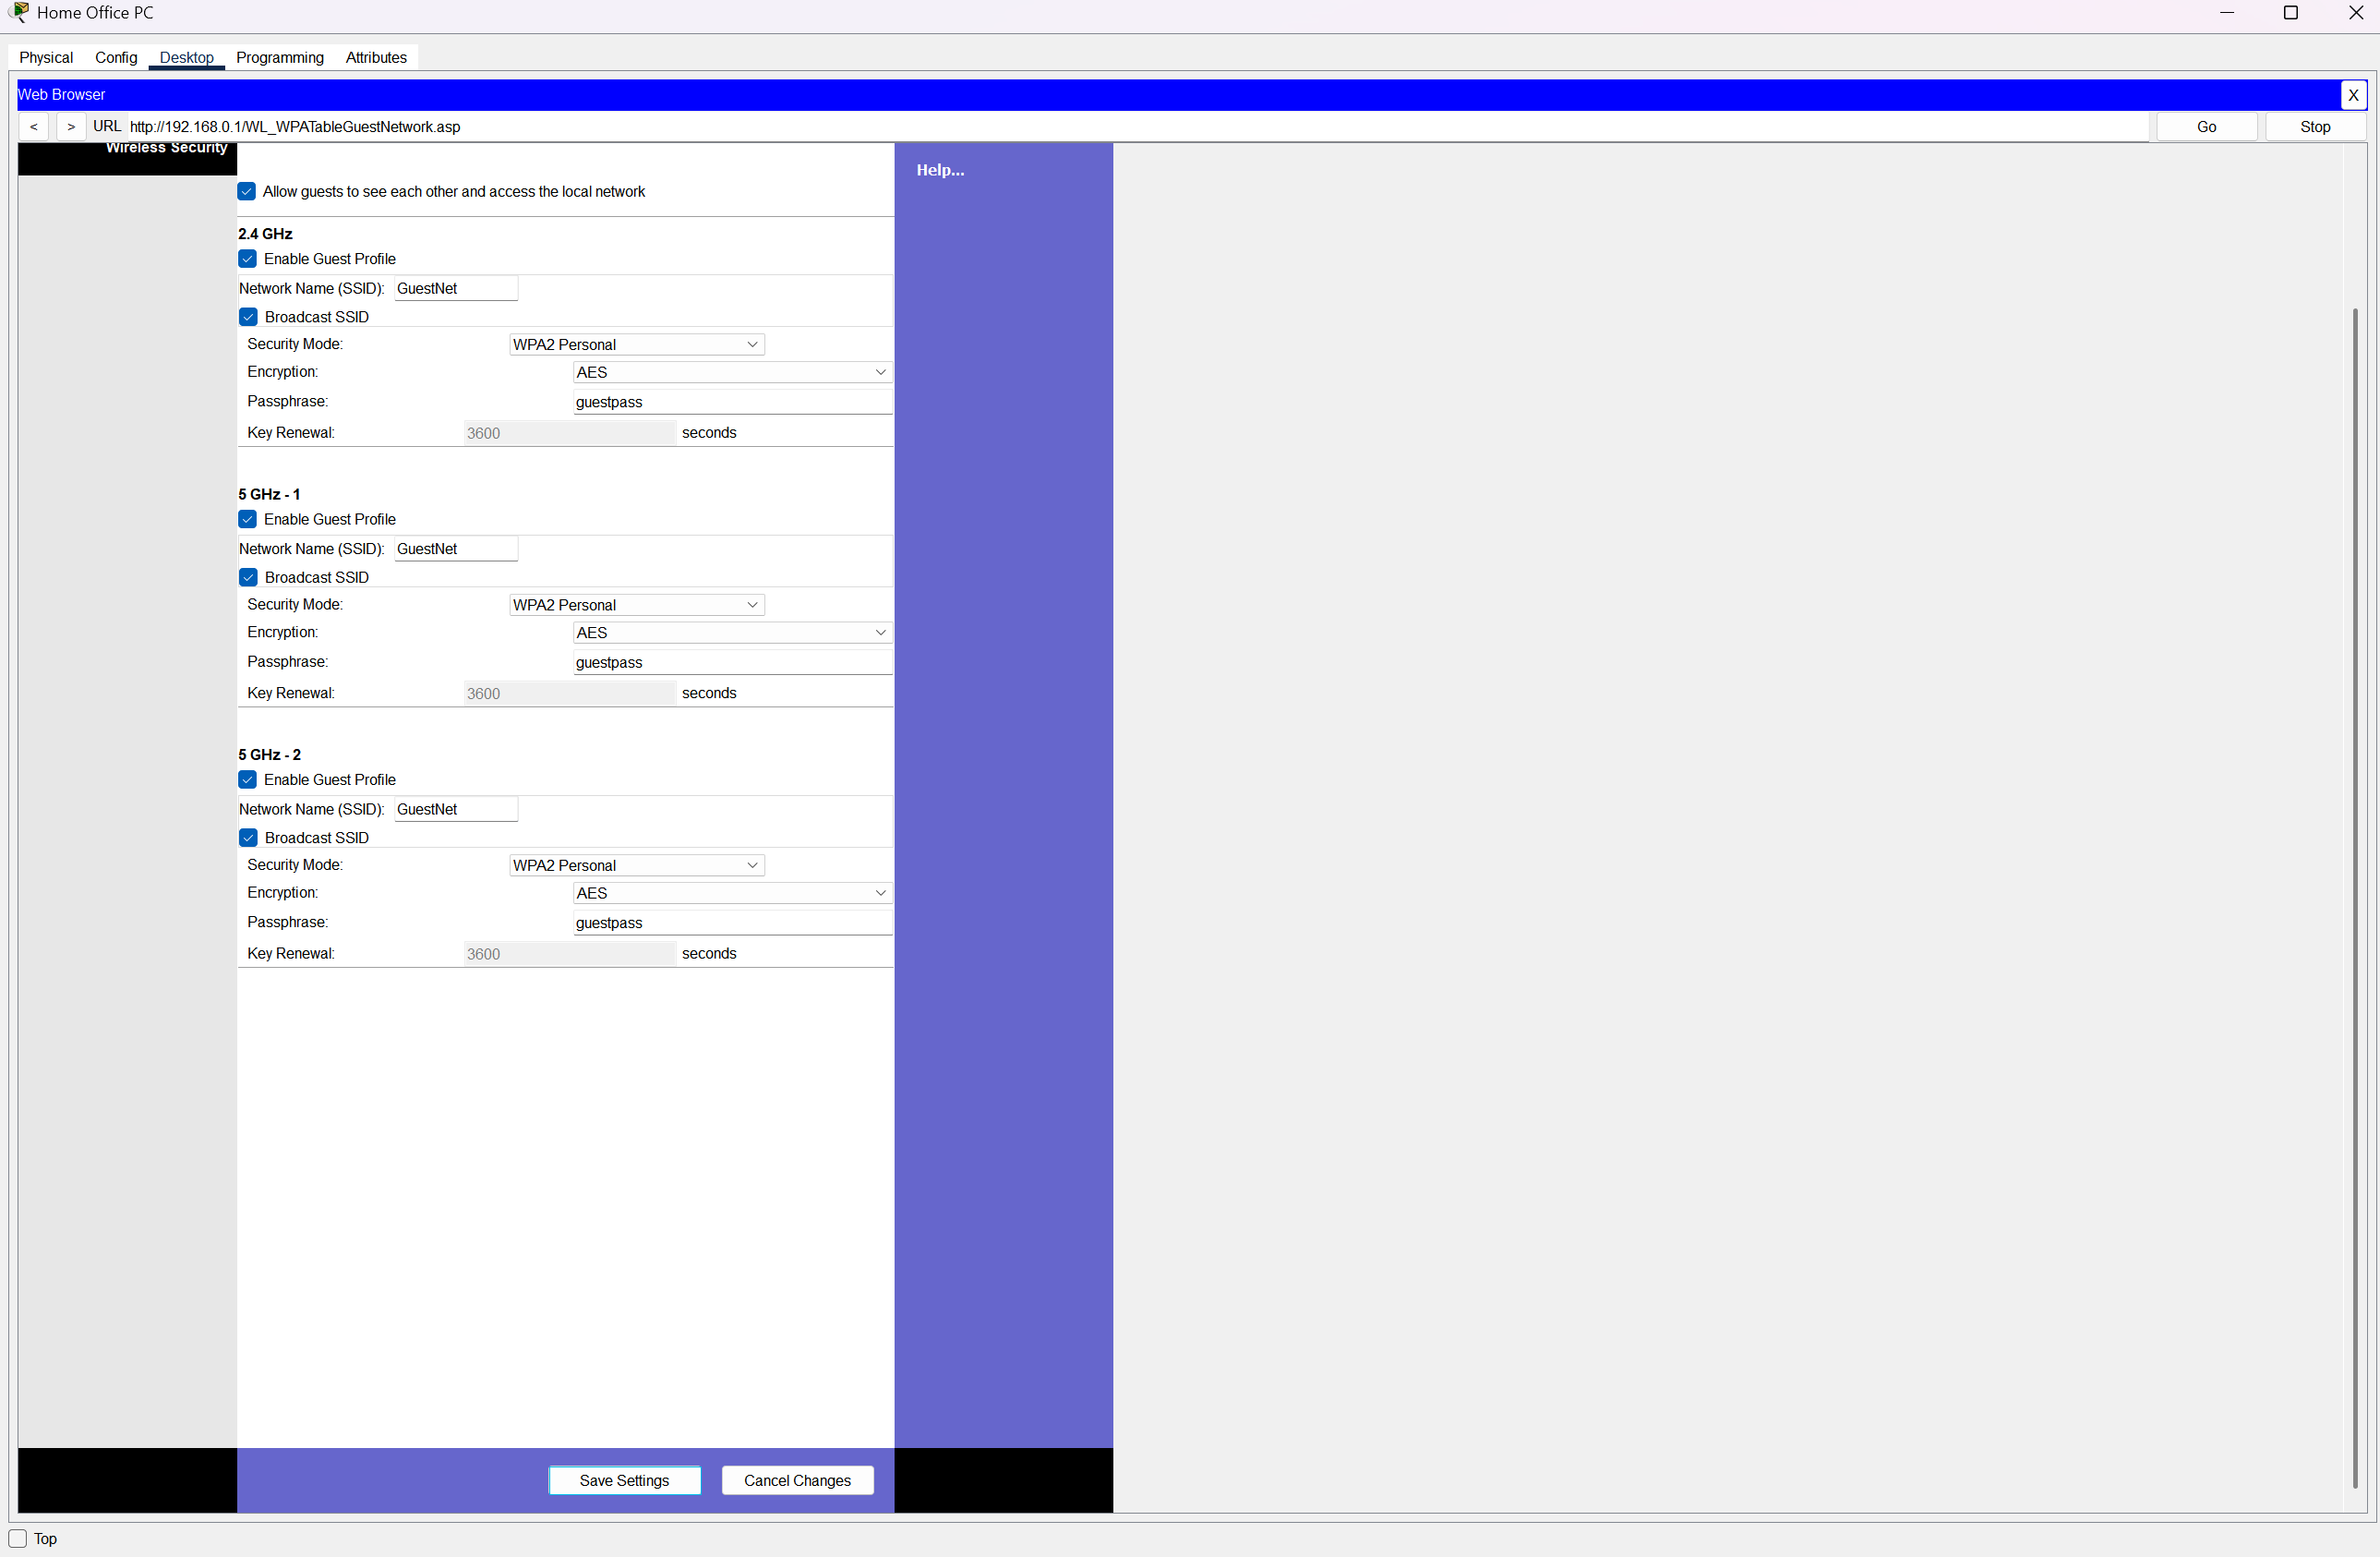 Home Office PC
Physical Config Desktop Programming Attributes
Web Browser X
< > URL http://192.168.0.1/WL_WPATableGuestNetwork.asp Go Stop
Wireless Security
Help...
Allow guests to see each other and access the local network
2.4 GHz
Enable Guest Profile
Network Name (SSID): GuestNet
Broadcast SSID
Security Mode: WPA2 Personal
Encryption: AES
Passphrase: guestpass
Key Renewal: 3600 seconds
5 GHz - 1
Enable Guest Profile
Network Name (SSID): GuestNet
Broadcast SSID
Security Mode: WPA2 Personal
Encryption: AES
Passphrase: guestpass
Key Renewal: 3600 seconds
5 GHz - 2
Enable Guest Profile
Network Name (SSID): GuestNet
Broadcast SSID
Security Mode: WPA2 Personal
Encryption: AES
Passphrase: guestpass
Key Renewal: 3600 seconds
Save Settings Cancel Changes
Top